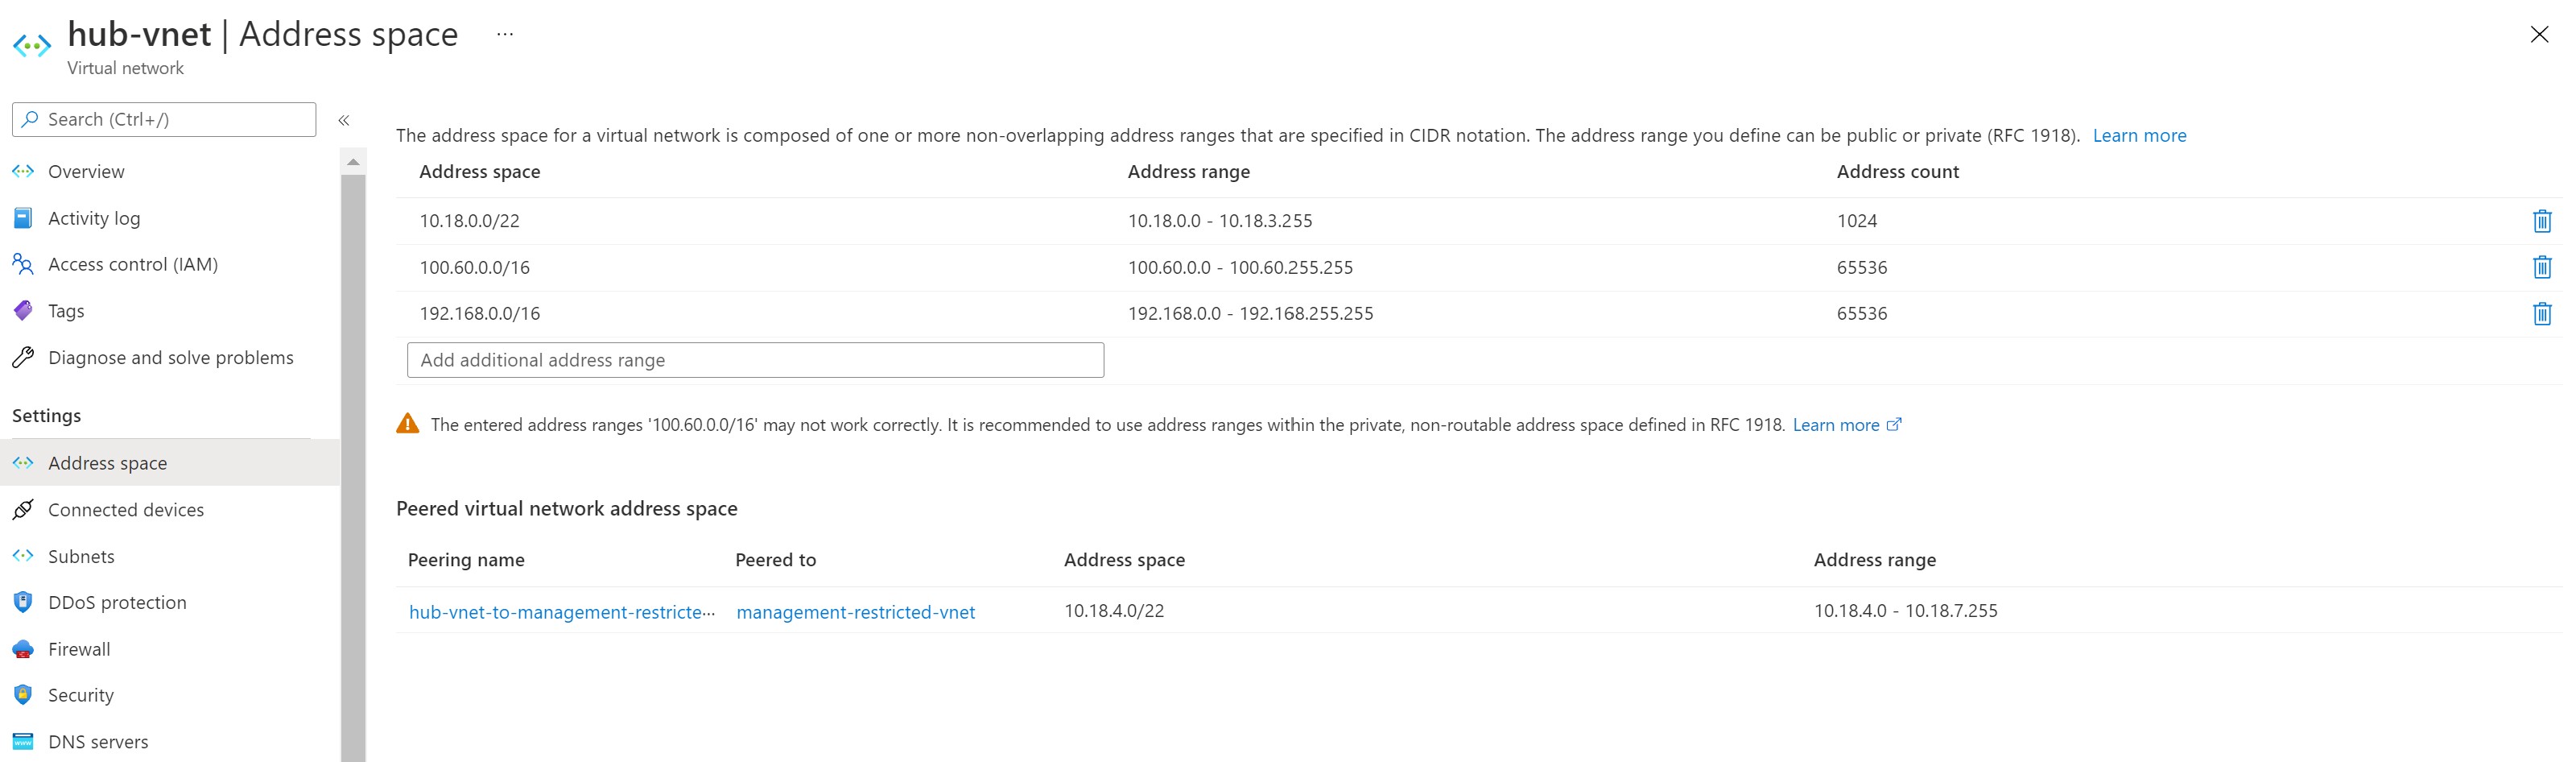 hub-vnet | Address space ...
Virtual network
Search (Ctrl+/)
«
Overview
Activity log
Access control (IAM)
Tags
Diagnose and solve problems
Settings
Address space
Connected devices
Subnets
DDoS protection
Firewall
Security
DNS servers
The address space for a virtual network is composed of one or more non-overlapping address ranges that are specified in CIDR notation. The address range you define can be public or private (RFC 1918). Learn more
Address space Address range Address count
10.18.0.0/22 10.18.0.0 - 10.18.3.255 1024
100.60.0.0/16 100.60.0.0 - 100.60.255.255 65536
192.168.0.0/16 192.168.0.0 - 192.168.255.255 65536
Add additional address range
The entered address ranges '100.60.0.0/16' may not work correctly. It is recommended to use address ranges within the private, non-routable address space defined in RFC 1918. Learn more
Peered virtual network address space
Peering name Peered to Address space Address range
hub-vnet-to-management-restricte... management-restricted-vnet 10.18.4.0/22 10.18.4.0 - 10.18.7.255